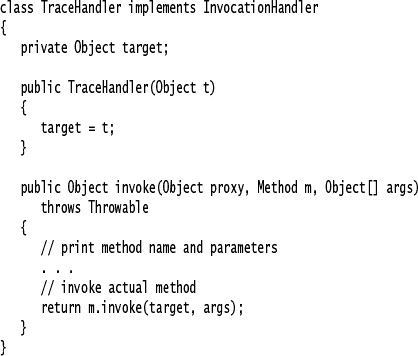 class TraceHandler implements InvocationHandler
{
private Object target;
public TraceHandler(Object t)
{
target = t;
}
public Object invoke(Object proxy, Method m, Object[] args)
throws Throwable
{
// print method name and parameters
. . .
// invoke actual method
return m.invoke(target, args);
}
}